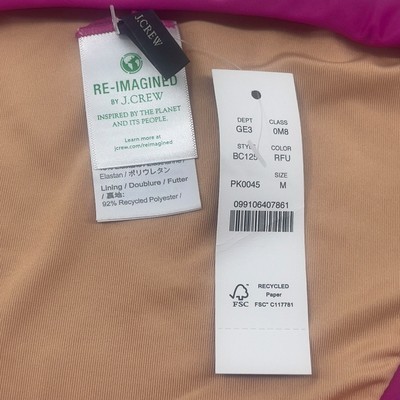 J.CREW
RE-IMAGINED
BY J.CREW
INSPIRED BY THE PLANET
AND ITS PEOPLE.
Learn more at
jcrew.com/reimagined
Elastan / ポリウレタン
Lining / Doublure / Futter
/ 裏地:
92% Recycled Polyester /
DEPT CLASS
GE3 0M8
STYLE COLOR
BC125 RFU
SIZE
PK0045 M
099106407861
FSC
RECYCLED
Paper
FSC® C117781